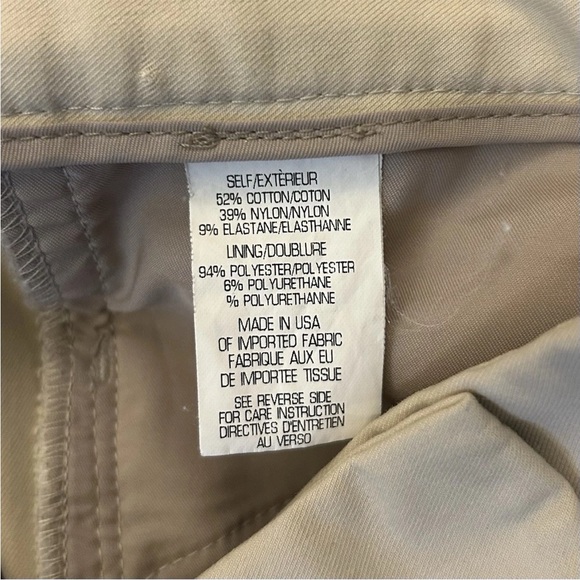 SELF/EXTÈRIEUR
52% COTTON/COTON
39% NYLON/NYLON
9% ELASTANE/ELASTHANNE
LINING/DOUBLURE
94% POLYESTER/POLYESTER
6% POLYURETHANE
% POLYURETHANNE
MADE IN USA
OF IMPORTED FABRIC
FABRIQUE AUX EU
DE IMPORTEE TISSUE
SEE REVERSE SIDE
FOR CARE INSTRUCTION
DIRECTIVES D'ENTRETIEN
AU VERSO